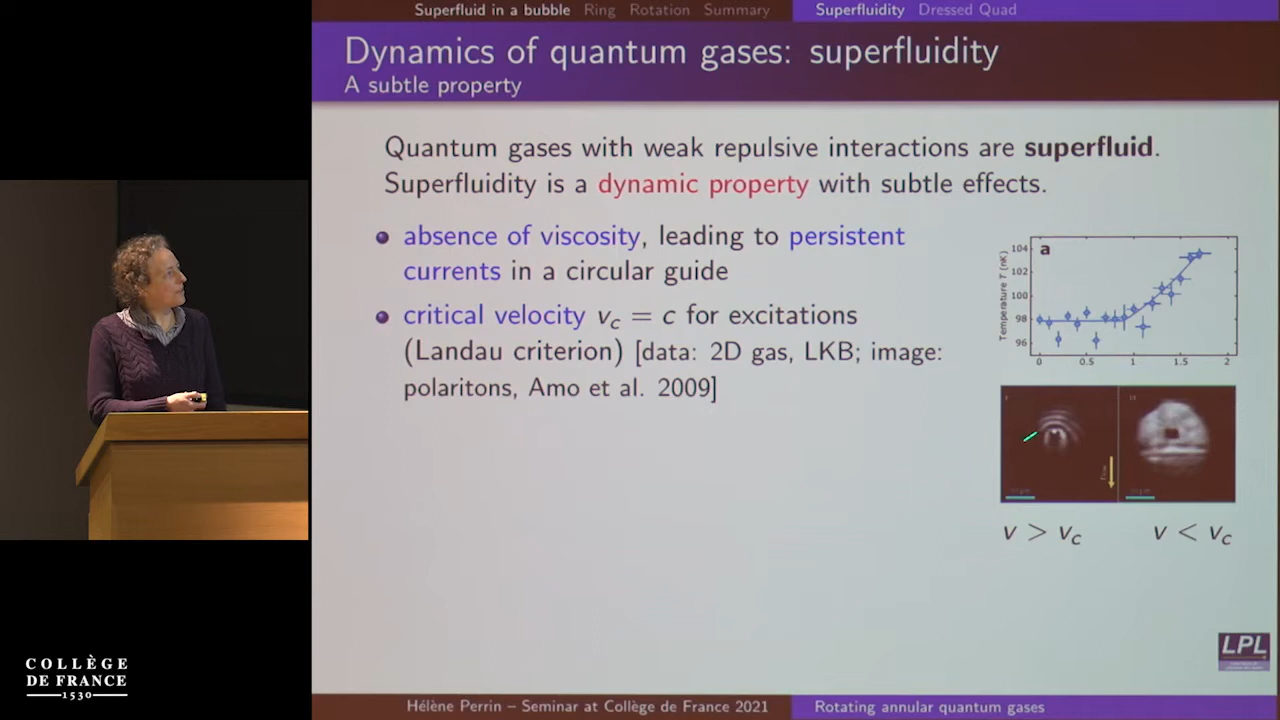 Superfluid in a bubble Ring Rotation Summary Superfluidity Dressed Quad
Dynamics of quantum gases: superfluidity
A subtle property
Quantum gases with weak repulsive interactions are superfluid.
Superfluidity is a dynamic property with subtle effects.
absence of viscosity, leading to persistent
currents in a circular guide
critical velocity v_c = c for excitations
(Landau criterion) [data: 2D gas, LKB; image:
polaritons, Amo et al. 2009]
a
Temperature T (nK)
104
102
100
98
96
0 0.5 1 1.5 2
v > v_c v < v_c
LPL
COLLÈGE
DE FRANCE
1530
Hélène Perrin – Seminar at Collège de France 2021 Rotating annular quantum gases